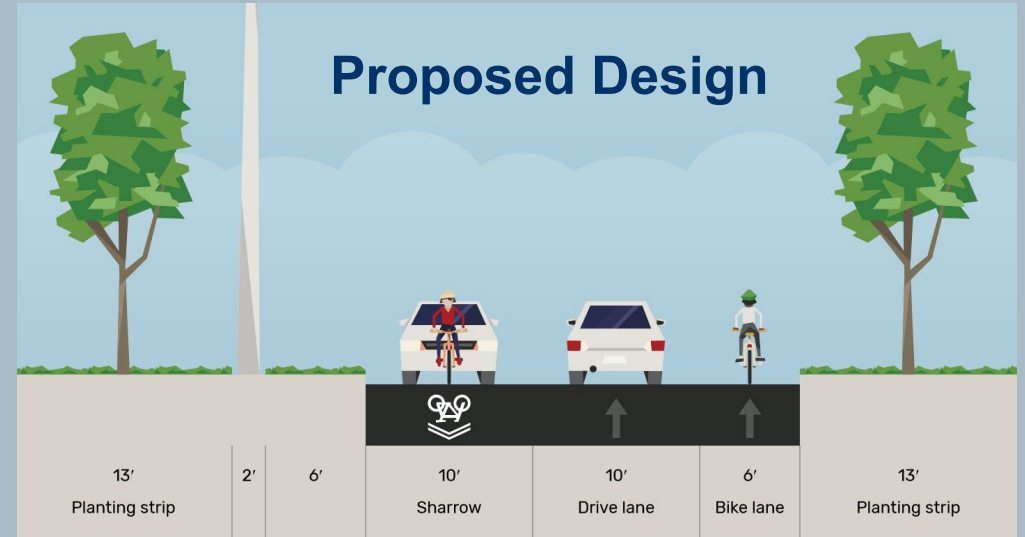 Proposed Design
13′ 2′ 6′ 10′ 10′ 6′ 13′
Planting strip Sharrow Drive lane Bike lane Planting strip